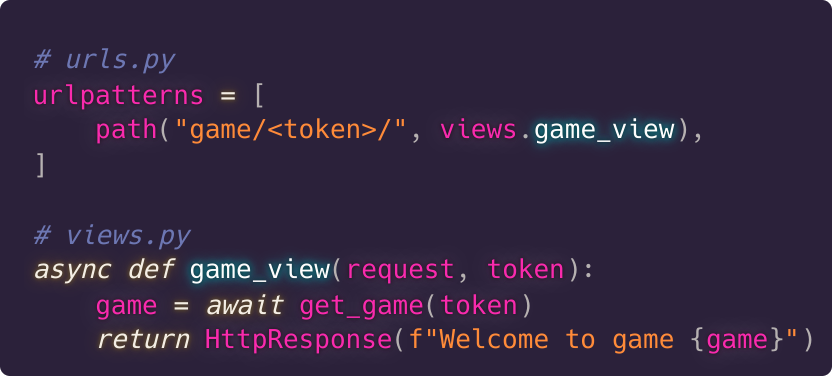 # urls.py
urlpatterns = [
    path("game/<token>/", views.game_view),
]

# views.py
async def game_view(request, token):
    game = await get_game(token)
    return HttpResponse(f"Welcome to game {game}")